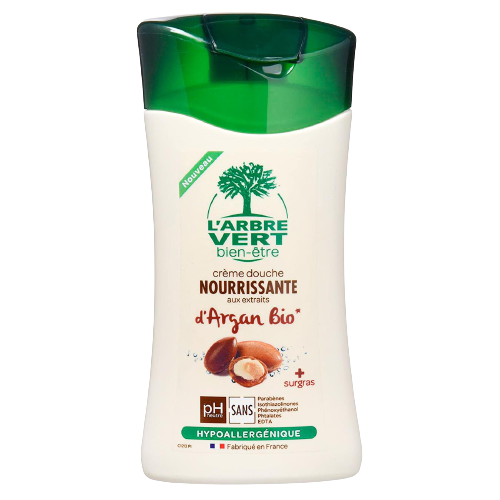 Nouveau
L'ARBRE
VERT
bien-être
crème douche
NOURRISSANTE
aux extraits
d'Argan Bio*
+
surgras
pH
neutre
SANS
Parabènes
Isothiazolinones
Phénoxyéthanol
Phtalates
EDTA
HYPOALLERGÉNIQUE
Fabriqué en France